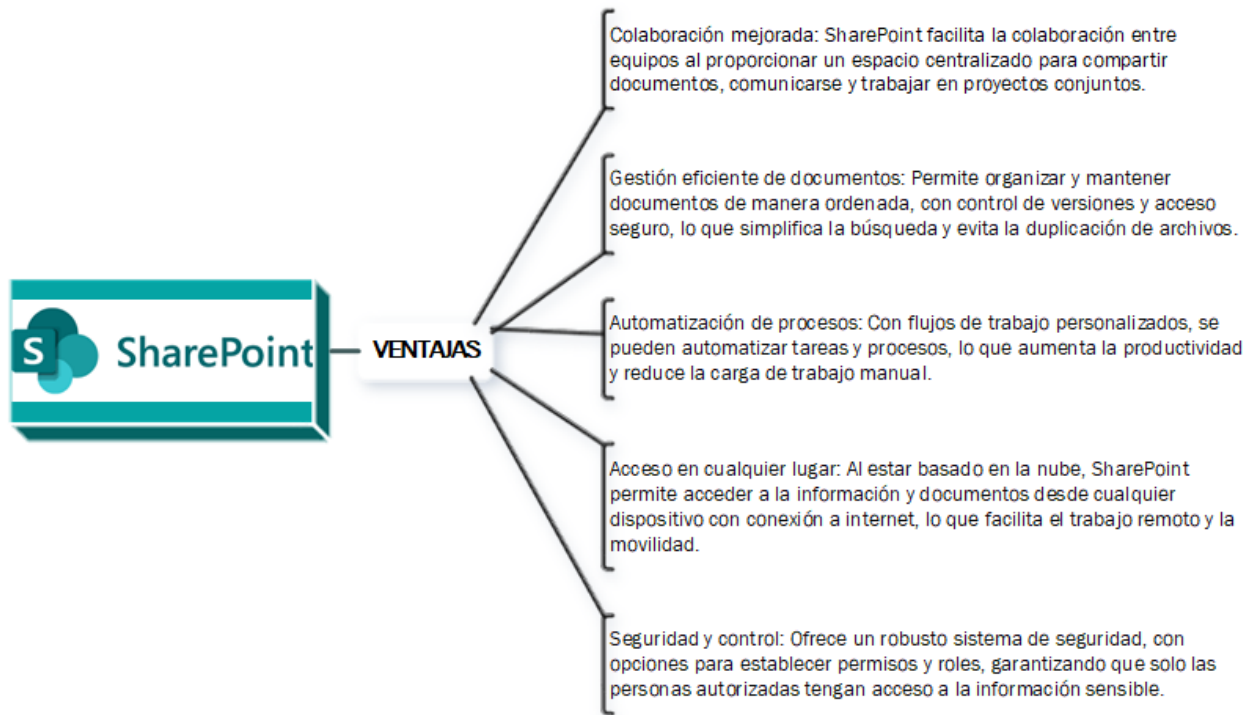 S SharePoint
VENTAJAS
Colaboración mejorada: SharePoint facilita la colaboración entre
equipos al proporcionar un espacio centralizado para compartir
documentos, comunicarse y trabajar en proyectos conjuntos.
Gestión eficiente de documentos: Permite organizar y mantener
documentos de manera ordenada, con control de versiones y acceso
seguro, lo que simplifica la búsqueda y evita la duplicación de archivos.
Automatización de procesos: Con flujos de trabajo personalizados, se
pueden automatizar tareas y procesos, lo que aumenta la productividad
y reduce la carga de trabajo manual.
Acceso en cualquier lugar: Al estar basado en la nube, SharePoint
permite acceder a la información y documentos desde cualquier
dispositivo con conexión a internet, lo que facilita el trabajo remoto y la
movilidad.
Seguridad y control: Ofrece un robusto sistema de seguridad, con
opciones para establecer permisos y roles, garantizando que solo las
personas autorizadas tengan acceso a la información sensible.